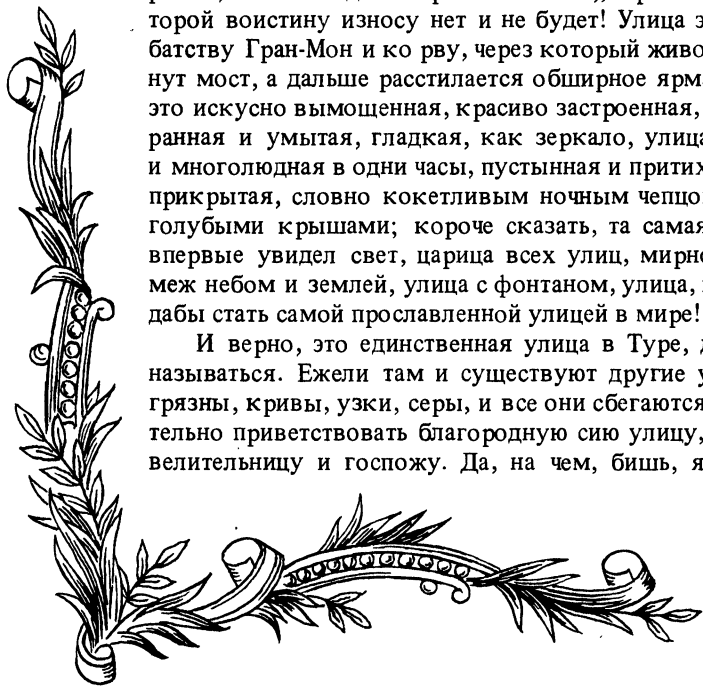 торой воистину износу нет и не будет! Улица э
батству Гран-Мон и ко рву, через который живо
нут мост, а дальше расстилается обширное ярма
это искусно вымощенная, красиво застроенная,
ранная и умытая, гладкая, как зеркало, улица
и многолюдная в одни часы, пустынная и притих
прикрытая, словно кокетливым ночным чепцо
голубыми крышами; короче сказать, та самая
впервые увидел свет, царица всех улиц, мирно
меж небом и землей, улица с фонтаном, улица,
дабы стать самой прославленной улицей в мире!
И верно, это единственная улица в Туре, д
называться. Ежели там и существуют другие у
грязны, кривы, узки, серы, и все они сбегаются
тельно приветствовать благородную сию улицу,
велительницу и госпожу. Да, на чем, бишь, я